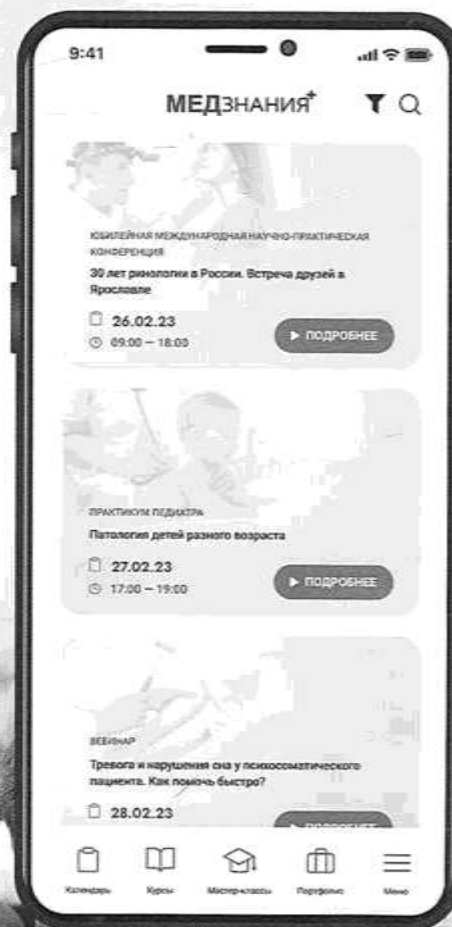 9:41
МЕДЗНАНИЯ+
ЮБИЛЕЙНАЯ МЕЖДУНАРОДНАЯ НАУЧНО-ПРАКТИЧЕСКАЯ
КОНФЕРЕНЦИЯ
30 лет ринологии в России. Встреча друзей в
Ярославле
26.02.23
09:00 — 18:00
ПОДРОБНЕЕ
ПРАКТИКУМ ПЕДИАТРА
Патология детей разного возраста
27.02.23
17:00 — 19:00
ПОДРОБНЕЕ
ВЕБИНАР
Тревога и нарушения сна у психосоматического
пациента. Как помочь быстро?
28.02.23
ПОДРОБНЕЕ
Календарь
Курсы
Мастер-классы
Портфолио
Меню